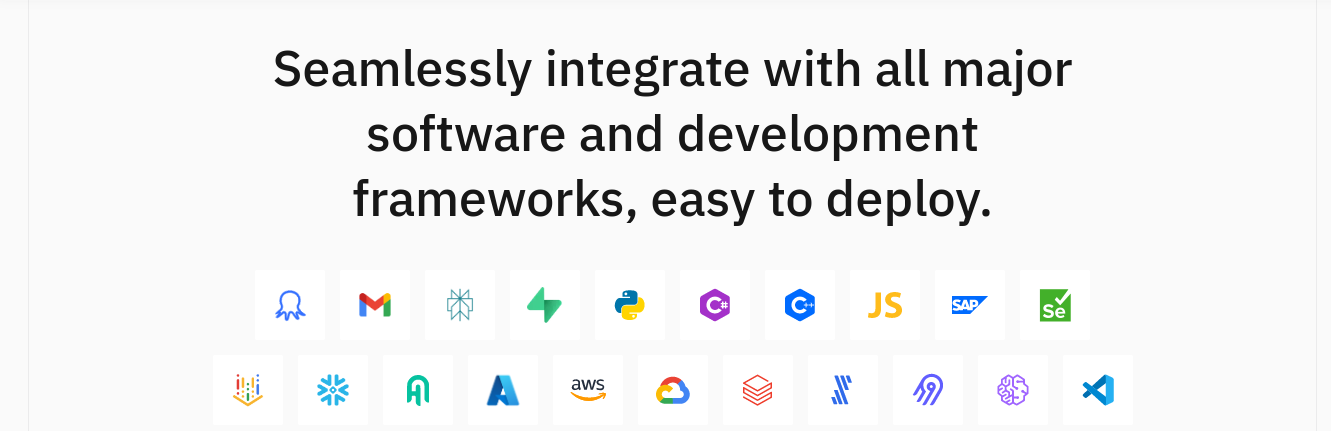 Seamlessly integrate with all major
software and development
frameworks, easy to deploy.
C# C++ JS SAP Se
aws